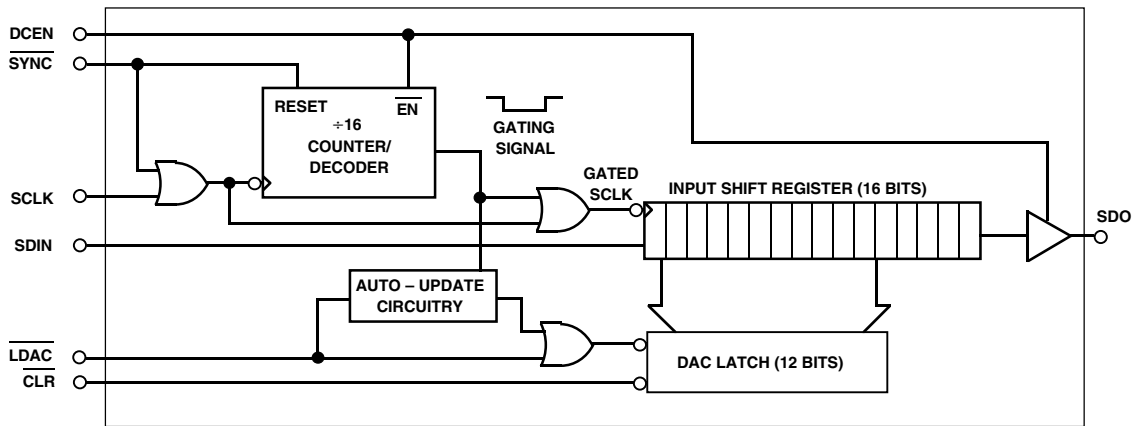 DCEN
SYNC
RESET
EN
÷16
COUNTER/
DECODER
GATING
SIGNAL
SCLK
GATED
SCLK
INPUT SHIFT REGISTER (16 BITS)
SDIN
SDO
AUTO – UPDATE
CIRCUITRY
LDAC
CLR
DAC LATCH (12 BITS)